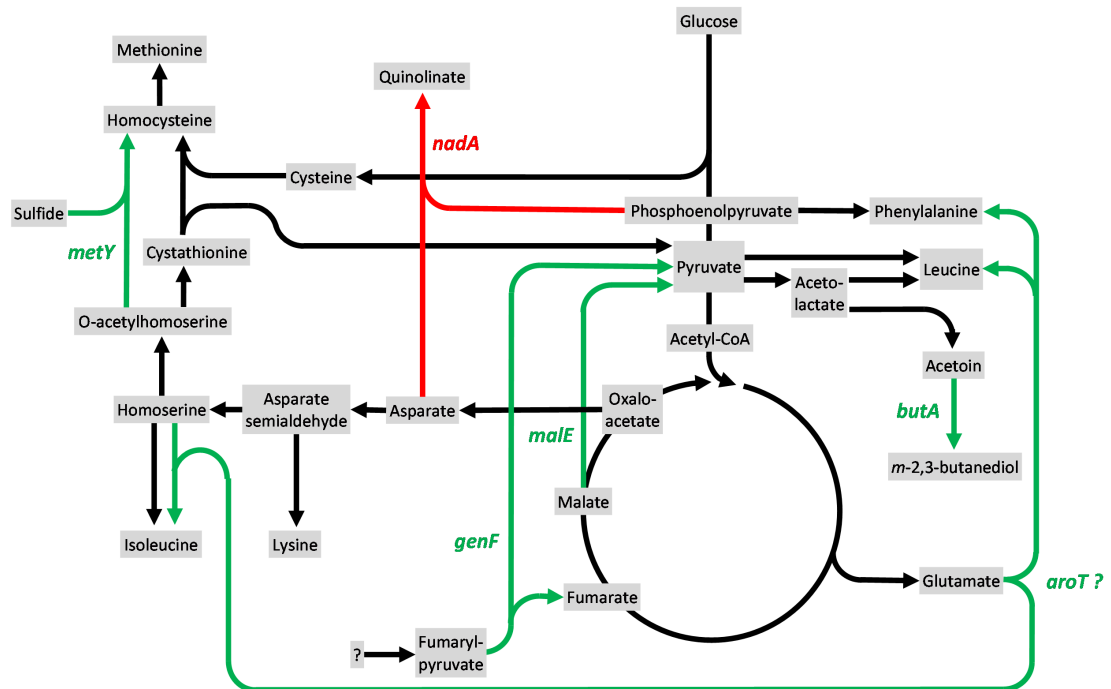 Glucose
Methionine
Quinolinate
Homocysteine
nadA
Cysteine
Sulfide
Phosphoenolpyruvate
Phenylalanine
metY
Cystathionine
Pyruvate
Leucine
Aceto-
lactate
O-acetylhomoserine
Acetyl-CoA
Acetoin
Homoserine
Asparate
semialdehyde
Asparate
Oxalo-
acetate
butA
malE
m-2,3-butanediol
Malate
Isoleucine
Lysine
genF
Glutamate
aroT ?
Fumarate
?
Fumaryl-
pyruvate